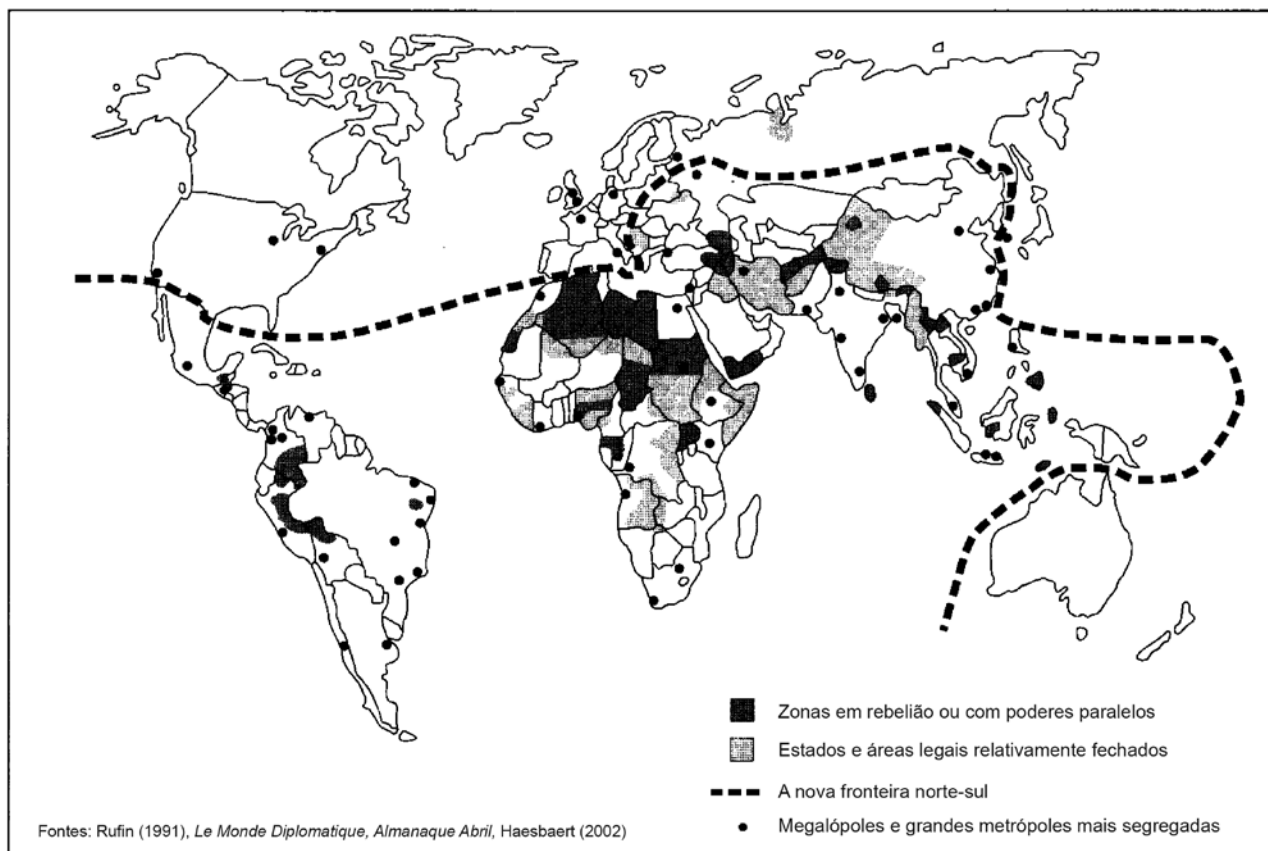 Zonas em rebelião ou com poderes paralelos
Estados e áreas legais relativamente fechados
A nova fronteira norte-sul
Megalópoles e grandes metrópoles mais segregadas
Fontes: Rufin (1991), Le Monde Diplomatique, Almanaque Abril, Haesbaert (2002)